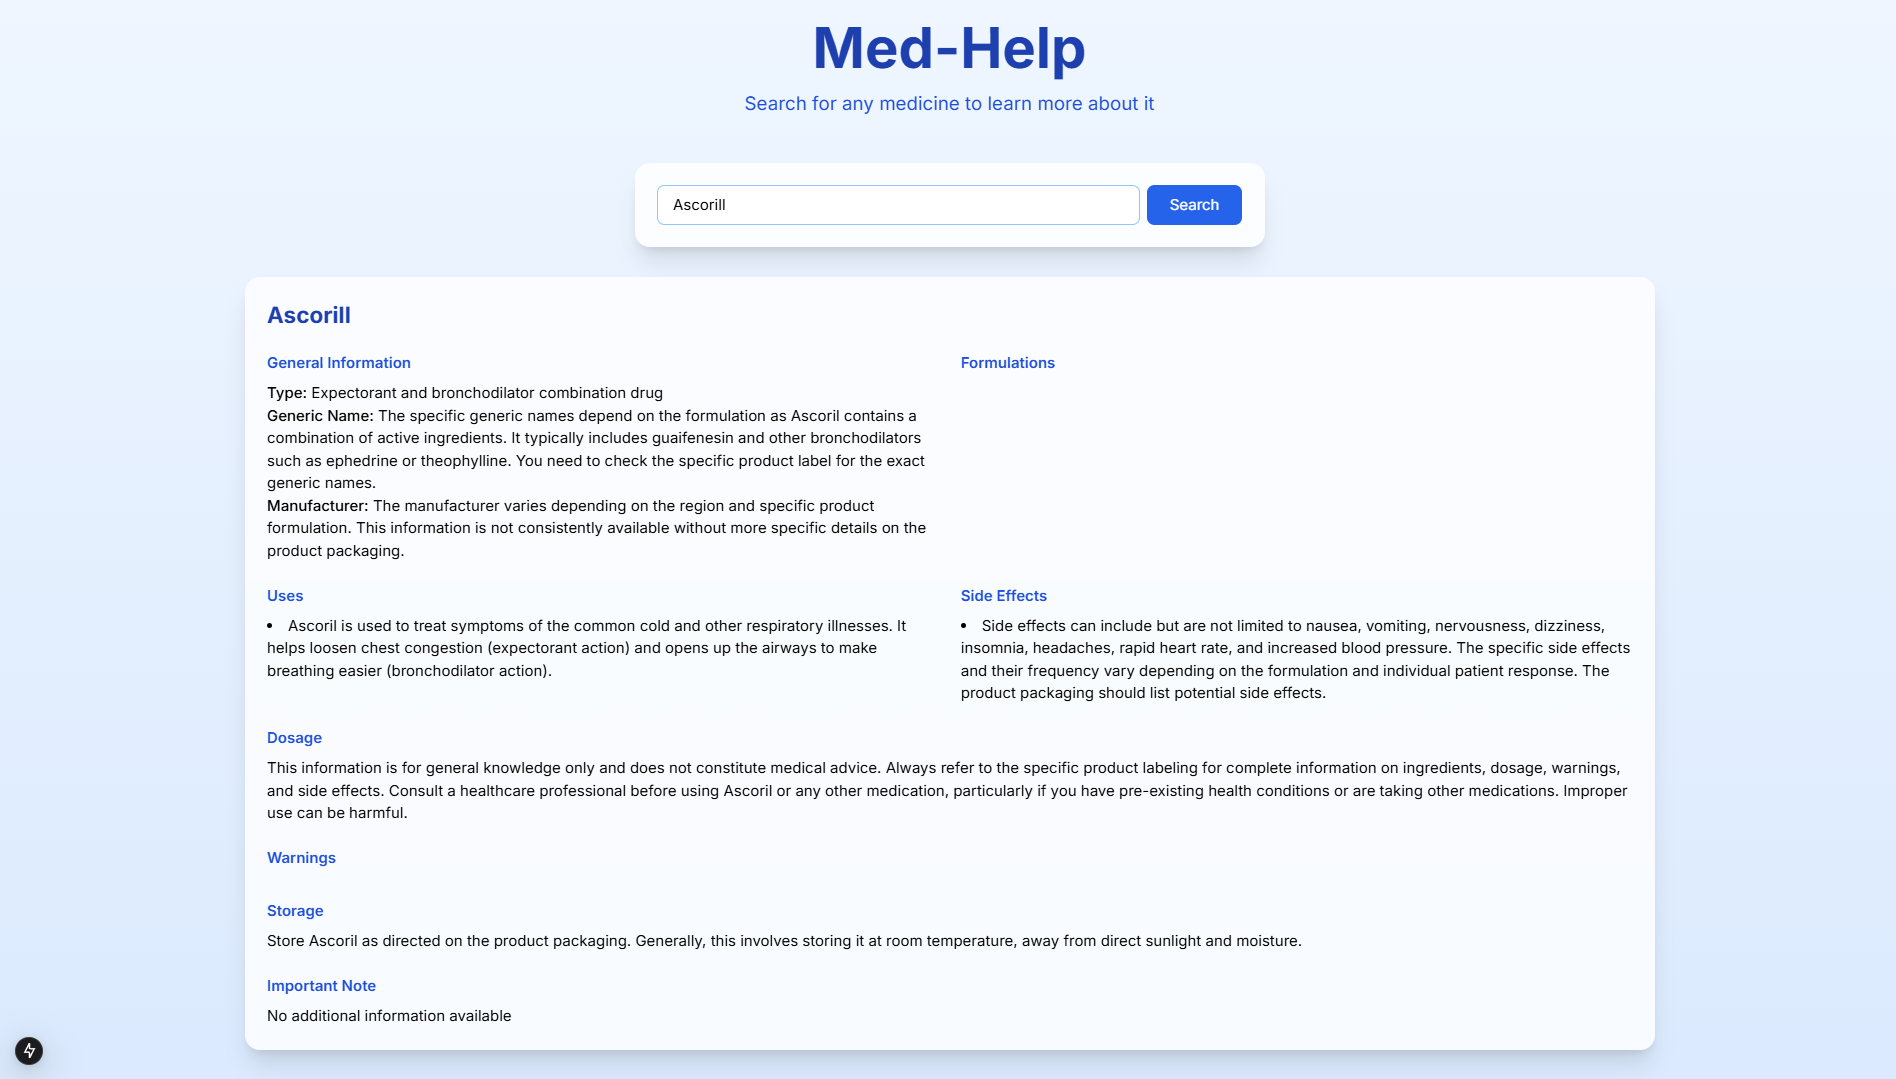 Med-Help
Search for any medicine to learn more about it
Ascorill
Search
Ascorill
General Information
Type: Expectorant and bronchodilator combination drug
Generic Name: The specific generic names depend on the formulation as Ascoril contains a
combination of active ingredients. It typically includes guaifenesin and other bronchodilators
such as ephedrine or theophylline. You need to check the specific product label for the exact
generic names.
Manufacturer: The manufacturer varies depending on the region and specific product
formulation. This information is not consistently available without more specific details on the
product packaging.
Formulations
Uses
• Ascoril is used to treat symptoms of the common cold and other respiratory illnesses. It
helps loosen chest congestion (expectorant action) and opens up the airways to make
breathing easier (bronchodilator action).
Side Effects
• Side effects can include but are not limited to nausea, vomiting, nervousness, dizziness,
insomnia, headaches, rapid heart rate, and increased blood pressure. The specific side effects
and their frequency vary depending on the formulation and individual patient response. The
product packaging should list potential side effects.
Dosage
This information is for general knowledge only and does not constitute medical advice. Always refer to the specific product labeling for complete information on ingredients, dosage, warnings,
and side effects. Consult a healthcare professional before using Ascoril or any other medication, particularly if you have pre-existing health conditions or are taking other medications. Improper
use can be harmful.
Warnings
Storage
Store Ascoril as directed on the product packaging. Generally, this involves storing it at room temperature, away from direct sunlight and moisture.
Important Note
No additional information available